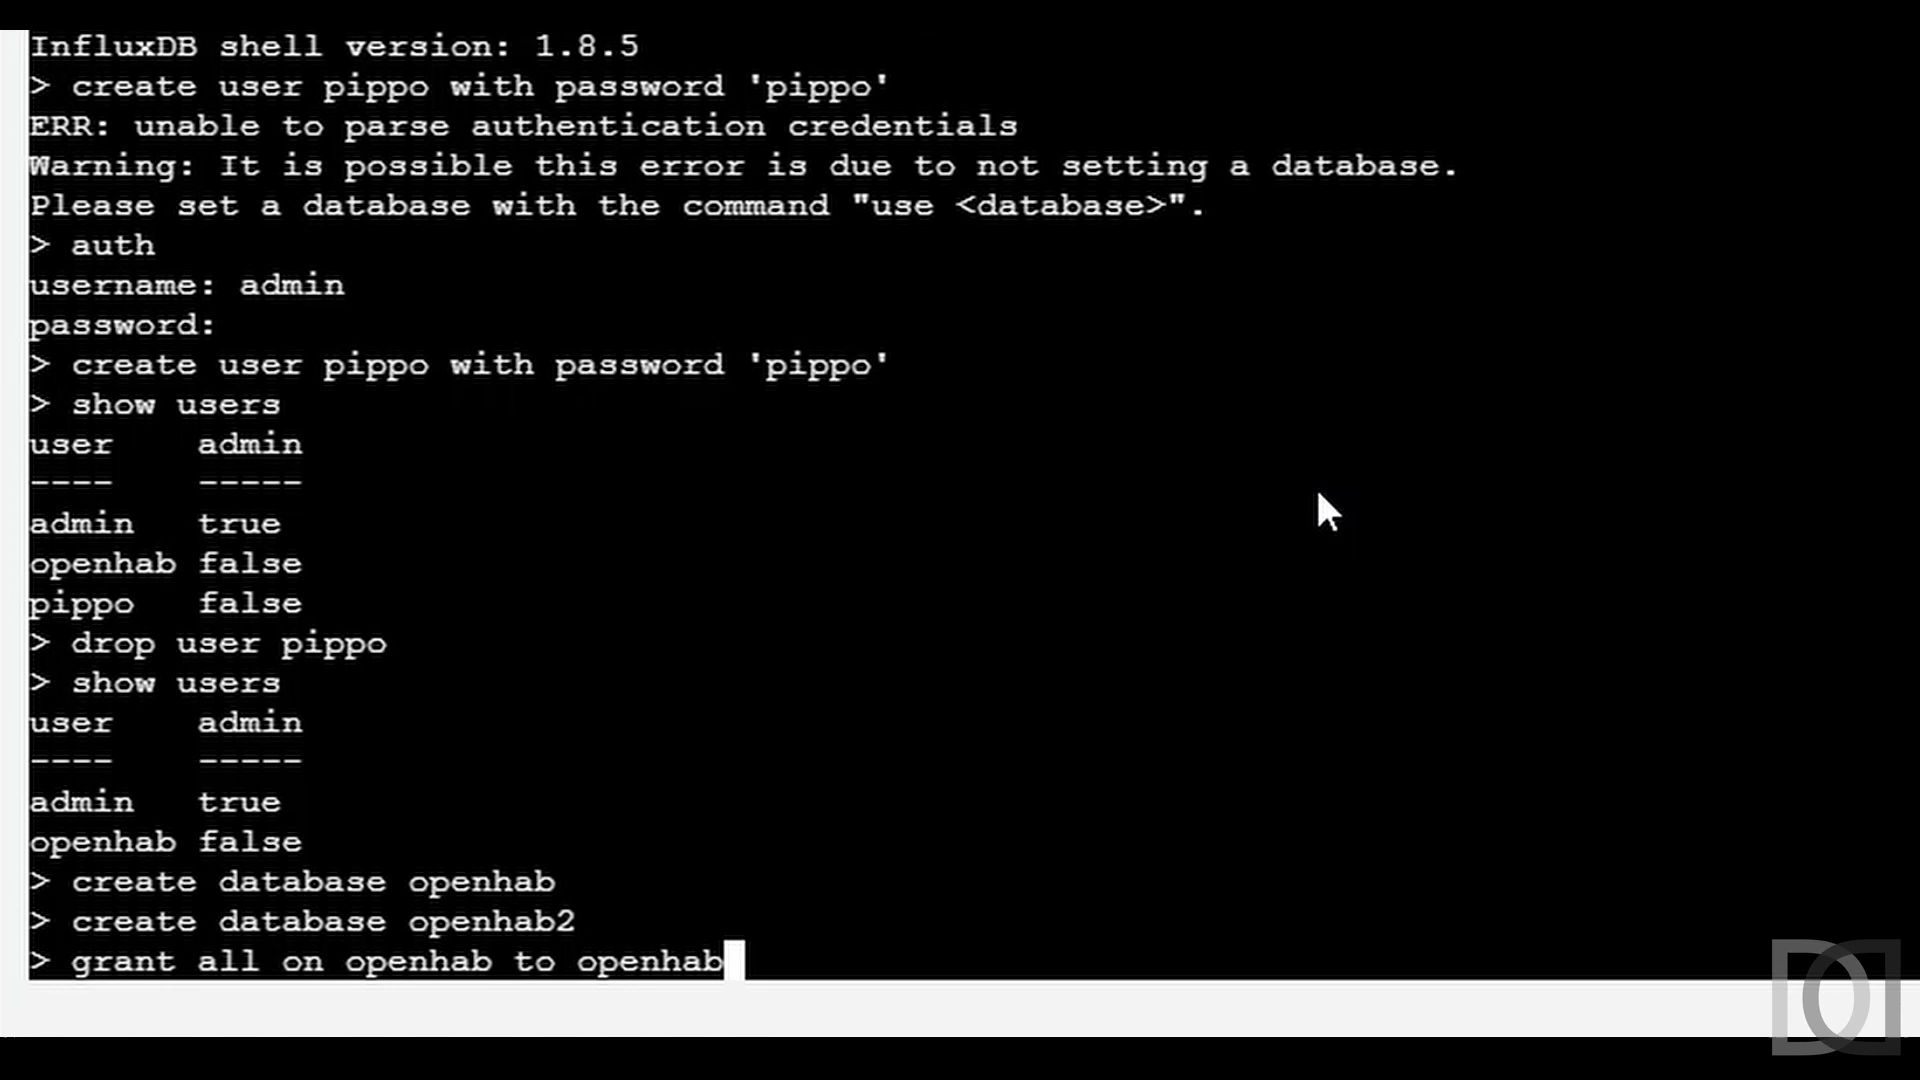 InfluxDB shell version: 1.8.5
> create user pippo with password 'pippo'
ERR: unable to parse authentication credentials
Warning: It is possible this error is due to not setting a database.
Please set a database with the command "use <database>".
> auth
username: admin
password:
> create user pippo with password 'pippo'
> show users
user    admin
----    -----
admin   true
openhab false
pippo   false
> drop user pippo
> show users
user    admin
----    -----
admin   true
openhab false
> create database openhab
> create database openhab2
> grant all on openhab to openhab